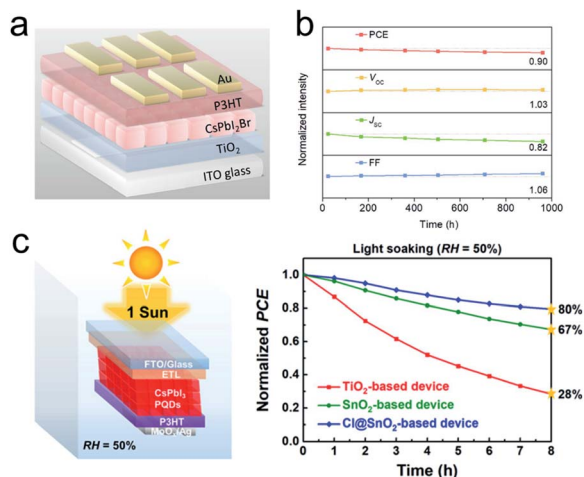 a
Au
P3HT
CsPbI₂Br
TiO₂
ITO glass
b
Normalized intensity
PCE
0.90
V_OC
1.03
J_SC
0.82
FF
1.06
0 200 400 600 800 1000
Time (h)
c
1 Sun
FTO/Glass
ETL
CsPbI₃
PQDs
P3HT
MoOₓ/Ag
RH = 50%
Light soaking (RH = 50%)
Normalized PCE
1.0
0.8
0.6
0.4
0.2
0.0
80%
67%
28%
TiO₂-based device
SnO₂-based device
Cl@SnO₂-based device
0 1 2 3 4 5 6 7 8
Time (h)